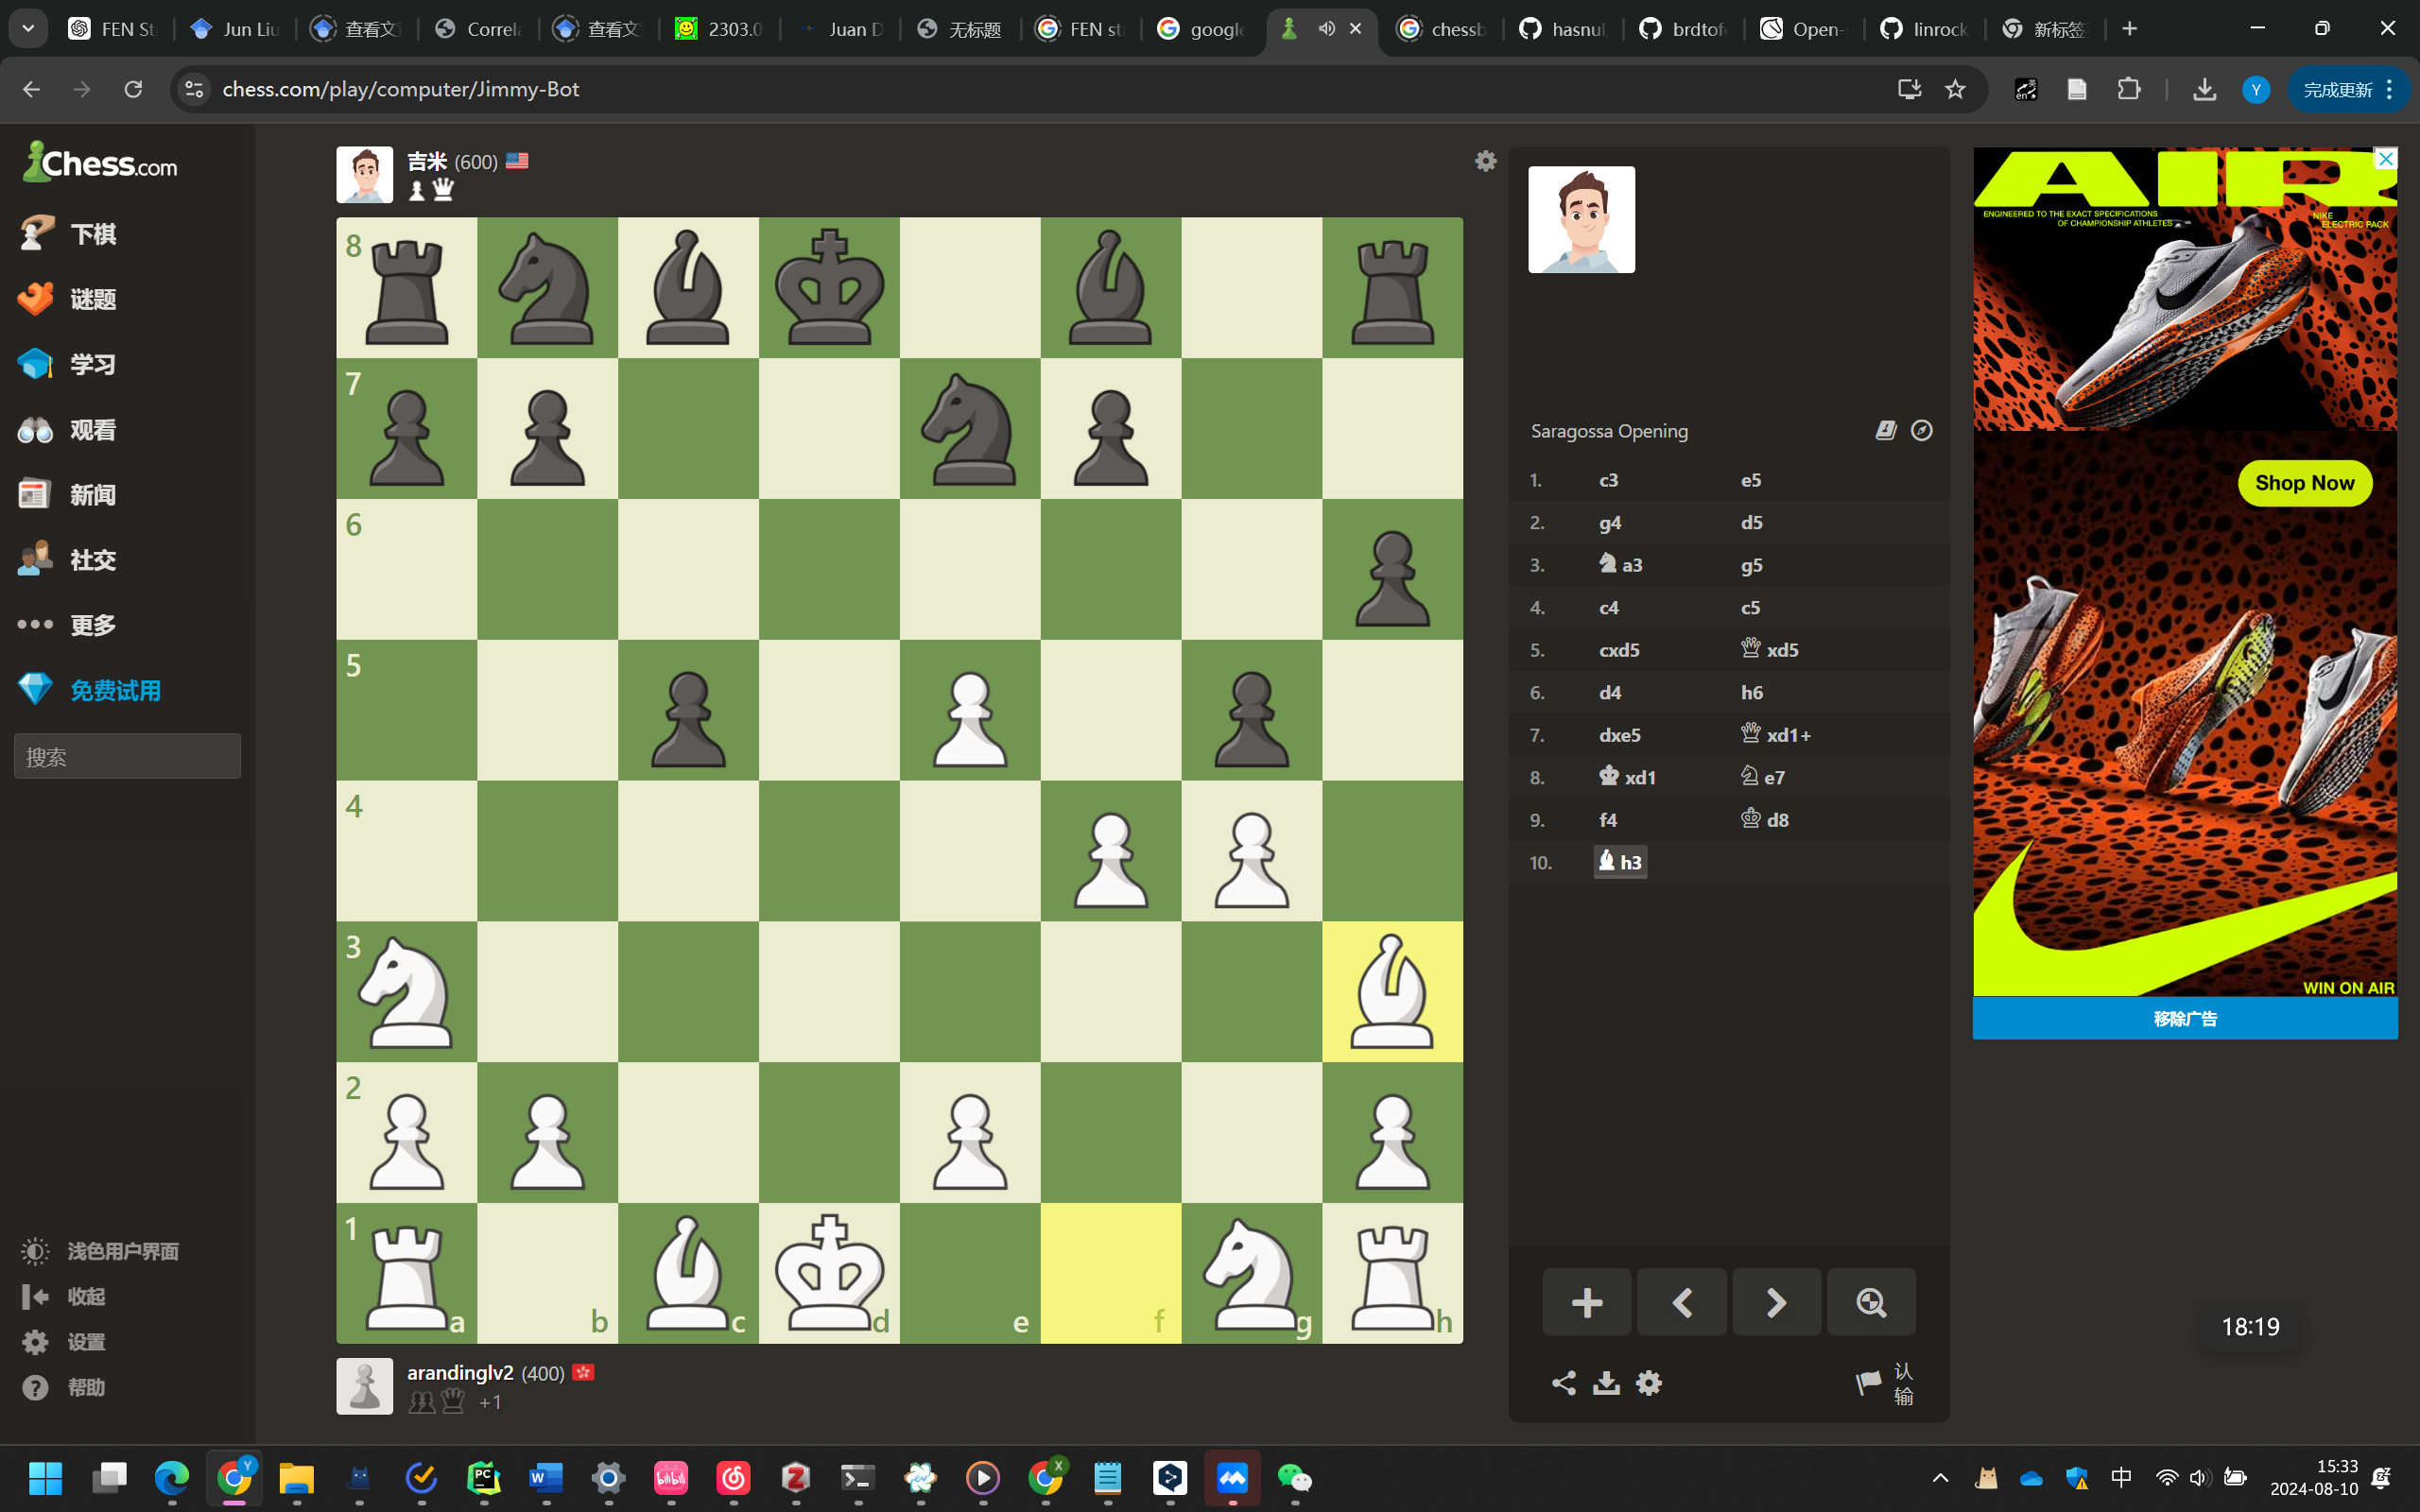 FEN St
Jun Liu
查看文
Correla
查看文
2303.0
Juan D
无标题
FEN st
google
chessb
hasnul
brdtof
Open-
linrock
新标签
chess.com/play/computer/Jimmy-Bot
en
Y
完成更新
Chess.com
下棋
谜题
学习
观看
新闻
社交
更多
免费试用
搜索
浅色用户界面
收起
设置
帮助
吉米 (600)
8
7
6
5
4
3
2
1
a b c d e f g h
arandinglv2 (400)
+1
Saragossa Opening
1. c3 e5
2. g4 d5
3. a3 g5
4. c4 c5
5. cxd5 xd5
6. d4 h6
7. dxe5 xd1+
8. xd1 e7
9. f4 d8
10. h3
认输
AIR
ENGINEERED TO THE EXACT SPECIFICATIONS
OF CHAMPIONSHIP ATHLETES
NIKE
ELECTRIC PACK
Shop Now
WIN ON AIR
移除广告
18:19
中
15:33
2024-08-10